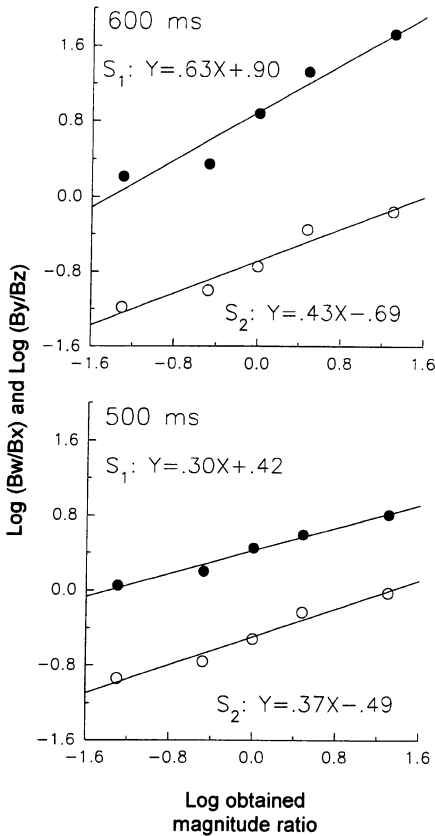 600 ms
1.6
S1: Y=.63X+.90
0.8
0.0
-0.8
S2: Y=.43X-.69
-1.6
-1.6 -0.8 0.0 0.8 1.6
Log (Bw/Bx) and Log (By/Bz)
500 ms
1.6
S1: Y=.30X+.42
0.8
0.0
-0.8
S2: Y=.37X-.49
-1.6
-1.6 -0.8 0.0 0.8 1.6
Log obtained
magnitude ratio